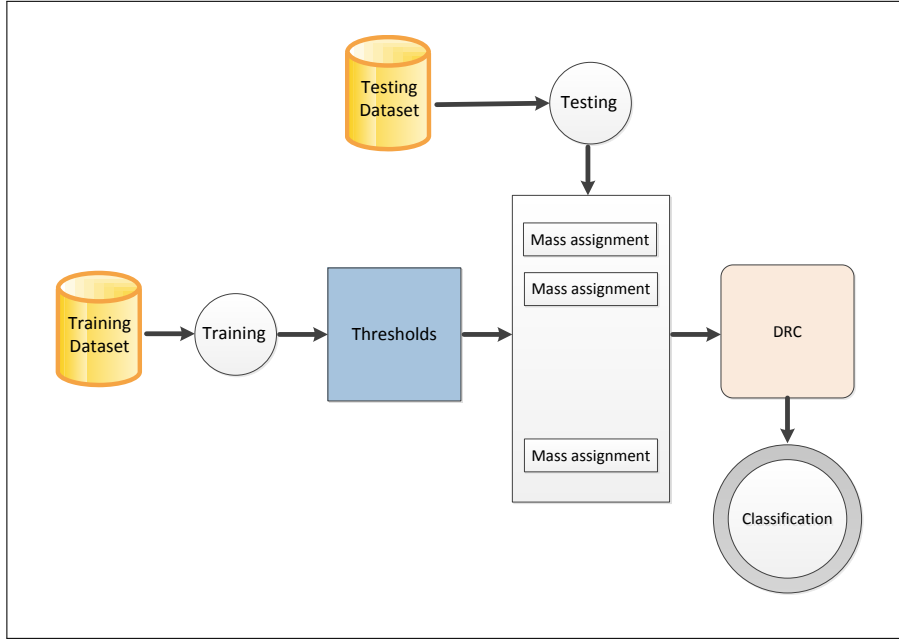 Testing
Dataset
Testing
Mass assignment
Mass assignment
Training
Dataset
Training
Thresholds
DRC
Mass assignment
Classification